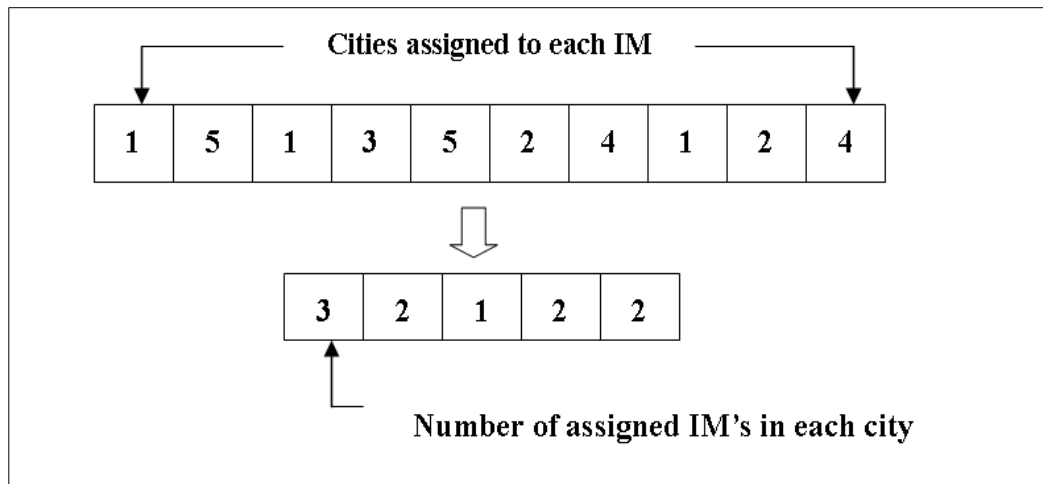 Cities assigned to each IM
1 5 1 3 5 2 4 1 2 4
3 2 1 2 2
Number of assigned IM's in each city